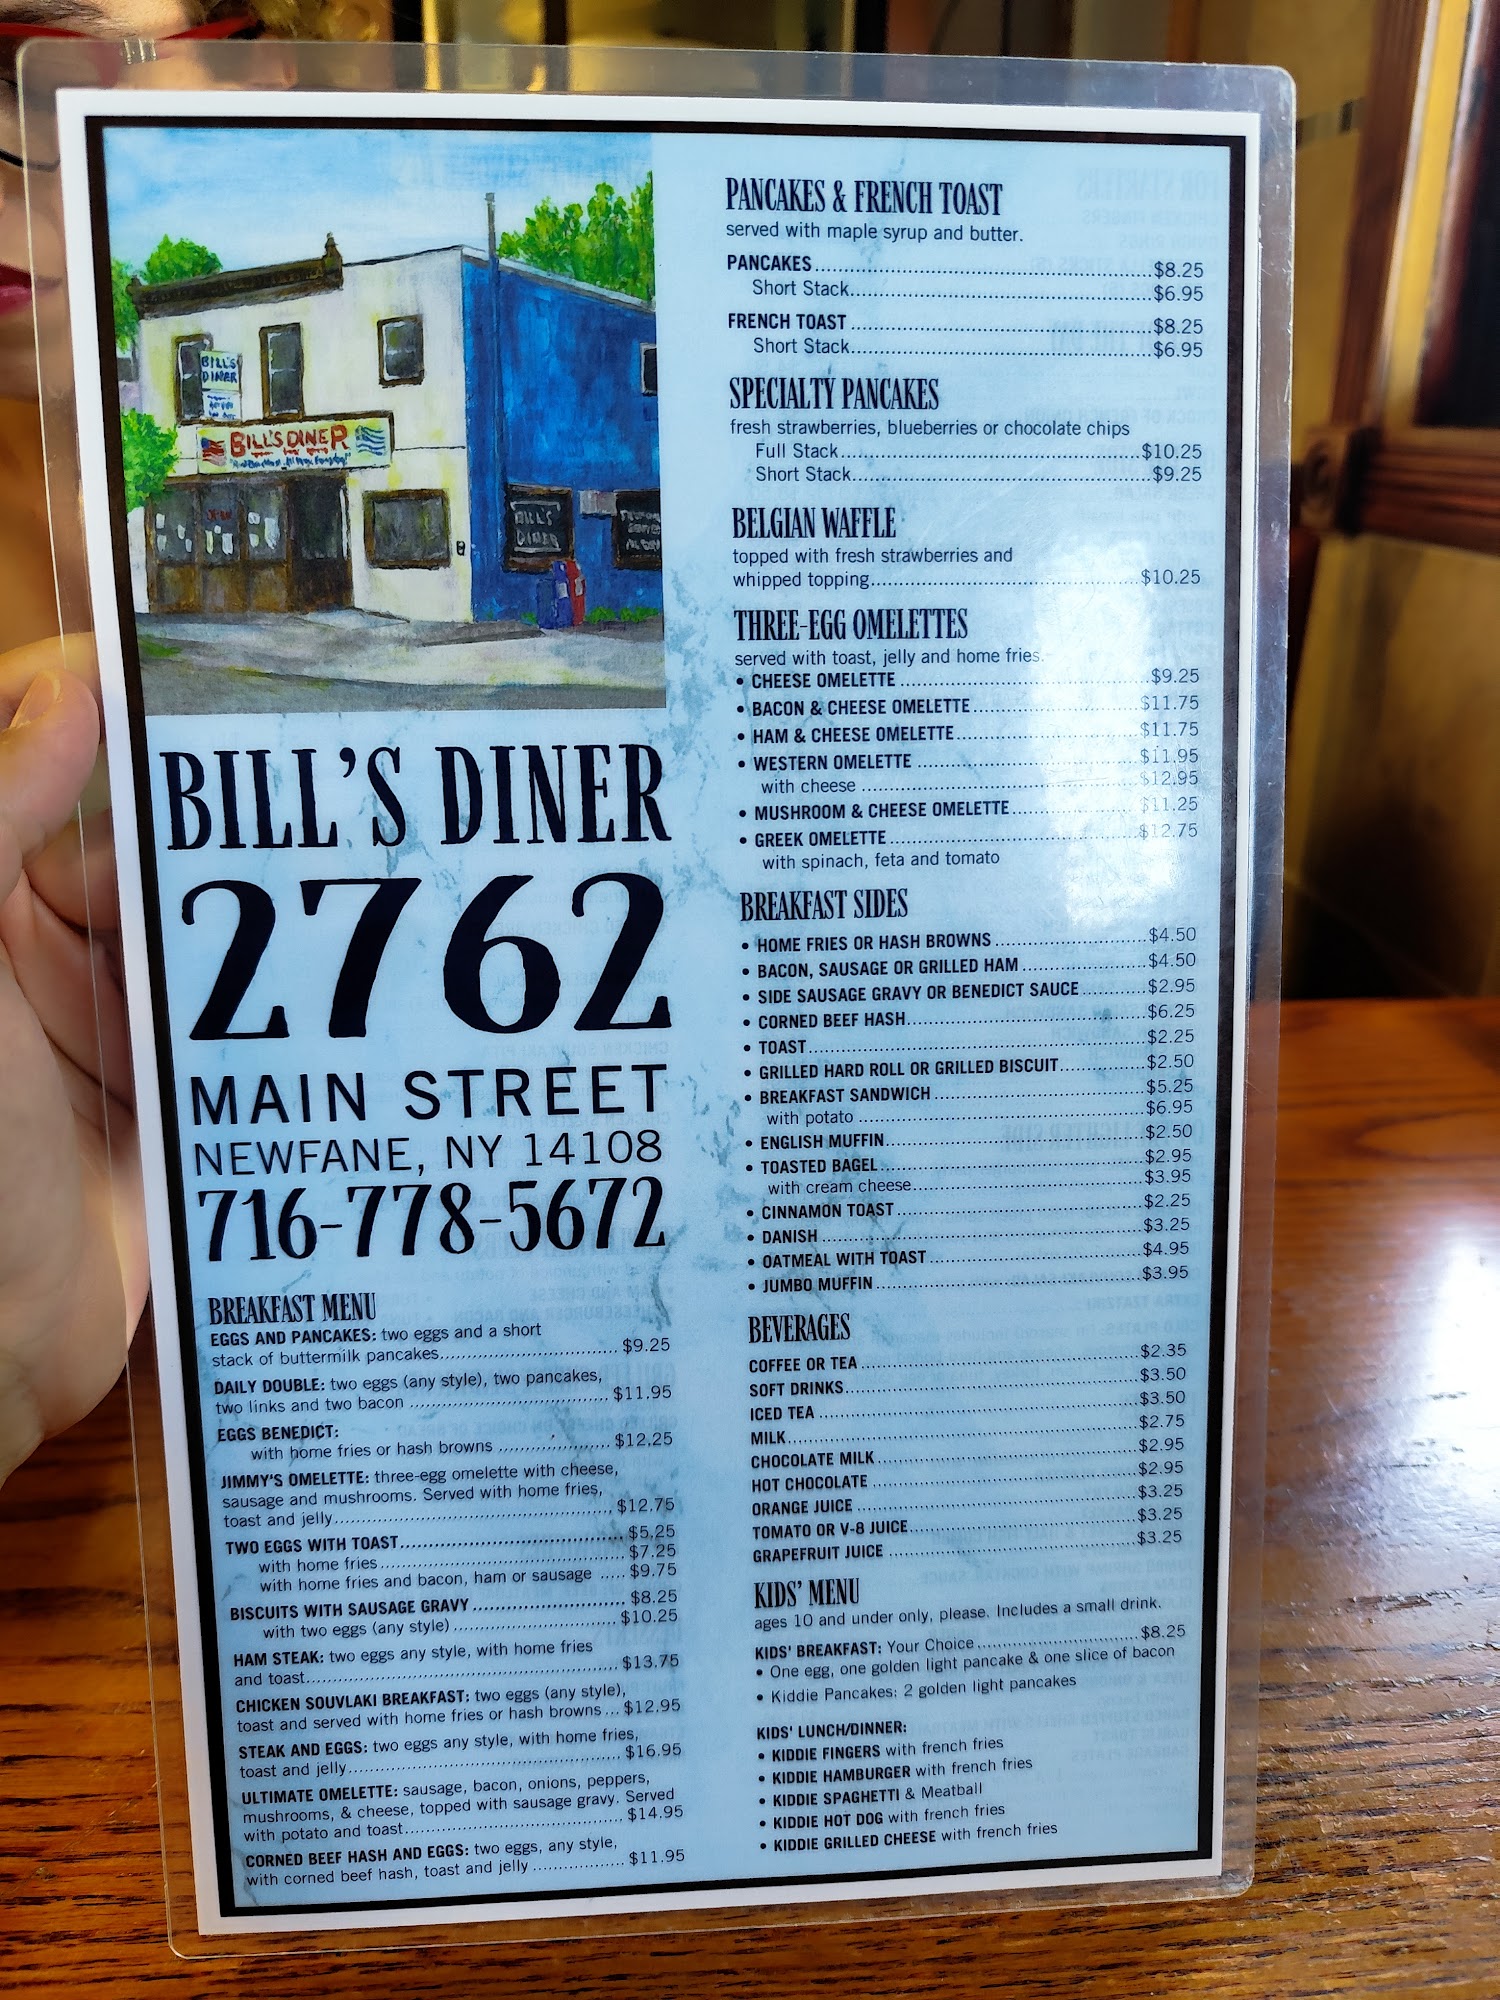 BILL'S DINER
BILL'S DINER
BILL'S DINER
BILL'S DINER
2762
MAIN STREET
NEWFANE, NY 14108
716-778-5672
BREAKFAST MENU
EGGS AND PANCAKES: two eggs and a short
stack of buttermilk pancakes........ $9.25
DAILY DOUBLE: two eggs (any style), two pancakes,
two links and two bacon ........ $11.95
EGGS BENEDICT:
with home fries or hash browns ........ $12.25
JIMMY'S OMELETTE: three-egg omelette with cheese,
sausage and mushrooms. Served with home fries,
toast and jelly........ $12.75
TWO EGGS WITH TOAST........ $5.25
with home fries ........ $7.25
with home fries and bacon, ham or sausage ..... $9.75
BISCUITS WITH SAUSAGE GRAVY ........ $8.25
with two eggs (any style) ........ $10.25
HAM STEAK: two eggs any style, with home fries
and toast........ $13.75
CHICKEN SOUVLAKI BREAKFAST: two eggs (any style),
toast and served with home fries or hash browns ... $12.95
STEAK AND EGGS: two eggs any style, with home fries,
toast and jelly........ $16.95
ULTIMATE OMELETTE: sausage, bacon, onions, peppers,
mushrooms, & cheese, topped with sausage gravy. Served
with potato and toast........ $14.95
CORNED BEEF HASH AND EGGS: two eggs, any style,
with corned beef hash, toast and jelly ........ $11.95
PANCAKES & FRENCH TOAST
served with maple syrup and butter.
PANCAKES........ $8.25
Short Stack........ $6.95
FRENCH TOAST ........ $8.25
Short Stack........ $6.95
SPECIALTY PANCAKES
fresh strawberries, blueberries or chocolate chips
Full Stack........ $10.25
Short Stack........ $9.25
BELGIAN WAFFLE
topped with fresh strawberries and
whipped topping........ $10.25
THREE-EGG OMELETTES
served with toast, jelly and home fries.
• CHEESE OMELETTE ........ $9.25
• BACON & CHEESE OMELETTE........ $11.75
• HAM & CHEESE OMELETTE........ $11.75
• WESTERN OMELETTE ........ $11.95
with cheese ........ $12.95
• MUSHROOM & CHEESE OMELETTE........ $11.25
• GREEK OMELETTE ........ $12.75
with spinach, feta and tomato
BREAKFAST SIDES
• HOME FRIES OR HASH BROWNS ........ $4.50
• BACON, SAUSAGE OR GRILLED HAM ........ $4.50
• SIDE SAUSAGE GRAVY OR BENEDICT SAUCE ........ $2.95
• CORNED BEEF HASH........ $6.25
• TOAST........ $2.25
• GRILLED HARD ROLL OR GRILLED BISCUIT........ $2.50
• BREAKFAST SANDWICH ........ $5.25
with potato ........ $6.95
• ENGLISH MUFFIN........ $2.50
• TOASTED BAGEL........ $2.95
with cream cheese........ $3.95
• CINNAMON TOAST ........ $2.25
• DANISH ........ $3.25
• OATMEAL WITH TOAST ........ $4.95
• JUMBO MUFFIN ........ $3.95
BEVERAGES
COFFEE OR TEA ........ $2.35
SOFT DRINKS........ $3.50
ICED TEA ........ $3.50
MILK........ $2.75
CHOCOLATE MILK ........ $2.95
HOT CHOCOLATE ........ $2.95
ORANGE JUICE ........ $3.25
TOMATO OR V-8 JUICE........ $3.25
GRAPEFRUIT JUICE ........ $3.25
KIDS' MENU
ages 10 and under only, please. Includes a small drink.
KIDS' BREAKFAST: Your Choice ........ $8.25
• One egg, one golden light pancake & one slice of bacon
• Kiddie Pancakes: 2 golden light pancakes
KIDS' LUNCH/DINNER:
• KIDDIE FINGERS with french fries
• KIDDIE HAMBURGER with french fries
• KIDDIE SPAGHETTI & Meatball
• KIDDIE HOT DOG with french fries
• KIDDIE GRILLED CHEESE with french fries